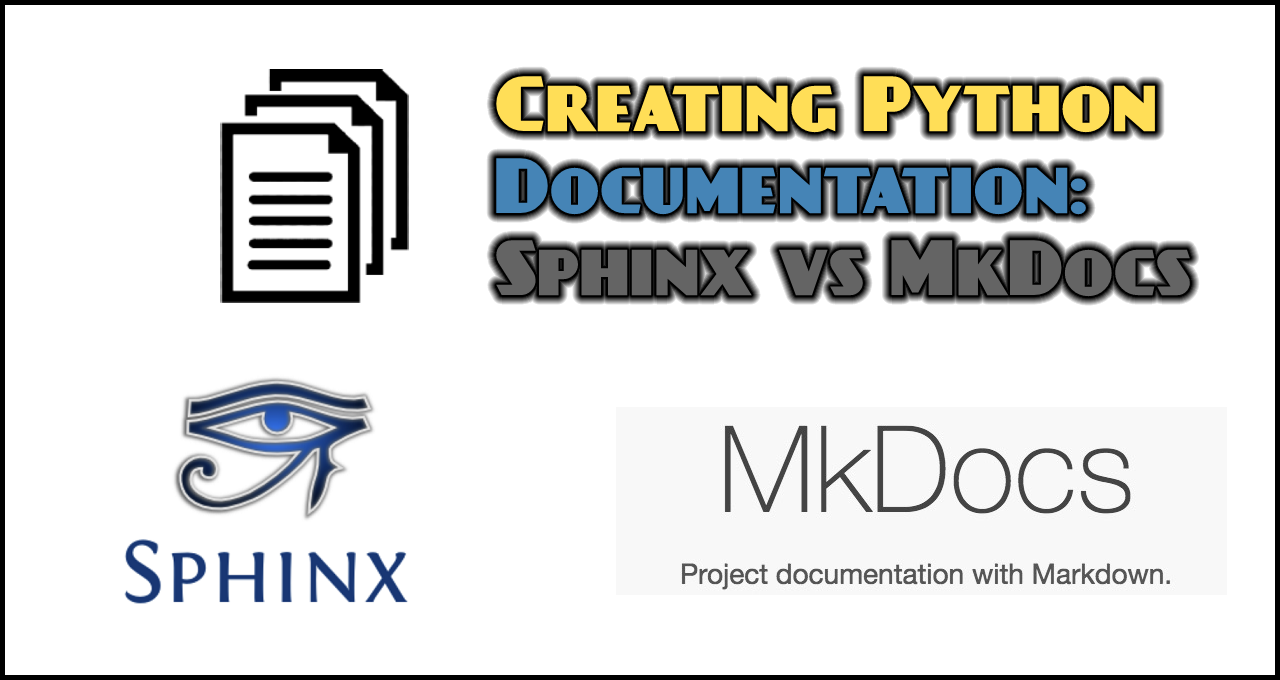 Creating Python
Documentation:
Sphinx vs MkDocs
Sphinx
MkDocs
Project documentation with Markdown.